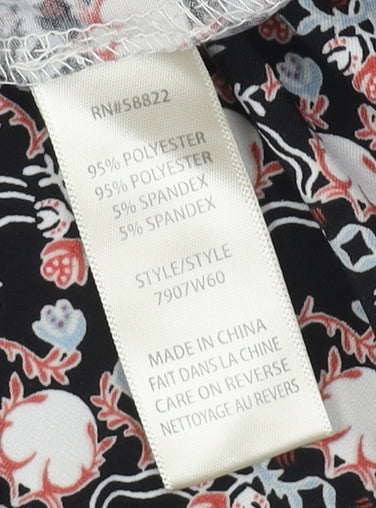 RN#58822
95% POLYESTER
95% POLYESTER
5% SPANDEX
5% SPANDEX
STYLE/STYLE
7907W60
MADE IN CHINA
FAIT DANS LA CHINE
CARE ON REVERSE
NETTOYAGE AU REVERS